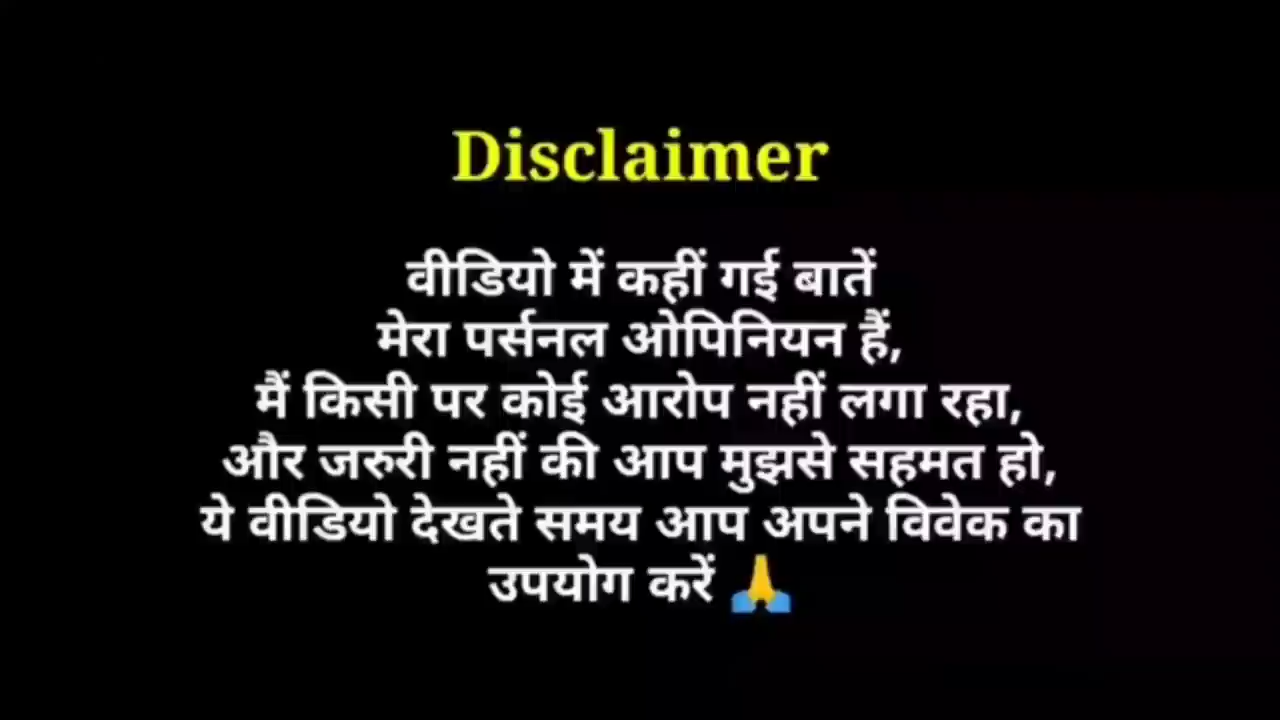 Disclaimer
वीडियो में कहीं गई बातें
मेरा पर्सनल ओपिनियन हैं,
मैं किसी पर कोई आरोप नहीं लगा रहा,
और जरुरी नहीं की आप मुझसे सहमत हो,
ये वीडियो देखते समय आप अपने विवेक का
उपयोग करें 🙏